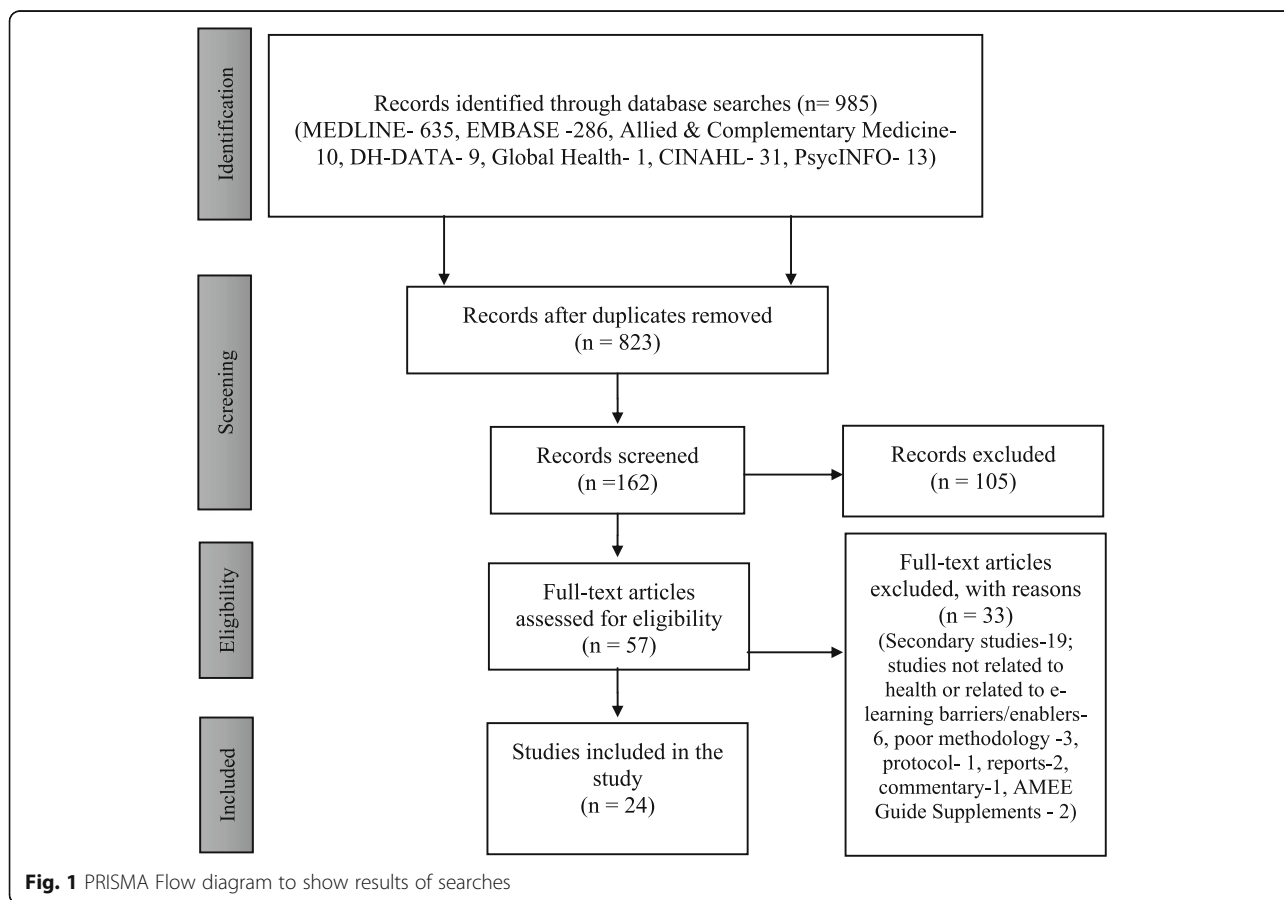 Identification
Records identified through database searches (n= 985)
(MEDLINE- 635, EMBASE -286, Allied & Complementary Medicine-
10, DH-DATA- 9, Global Health- 1, CINAHL- 31, PsycINFO- 13)
Screening
Records after duplicates removed
(n = 823)
Records screened
(n =162)
Records excluded
(n = 105)
Eligibility
Full-text articles
assessed for eligibility
(n = 57)
Full-text articles
excluded, with reasons
(n = 33)
(Secondary studies-19;
studies not related to
health or related to e-
learning barriers/enablers-
6, poor methodology -3,
protocol- 1, reports-2,
commentary-1, AMEE
Guide Supplements - 2)
Included
Studies included in the
study
(n = 24)
Fig. 1 PRISMA Flow diagram to show results of searches